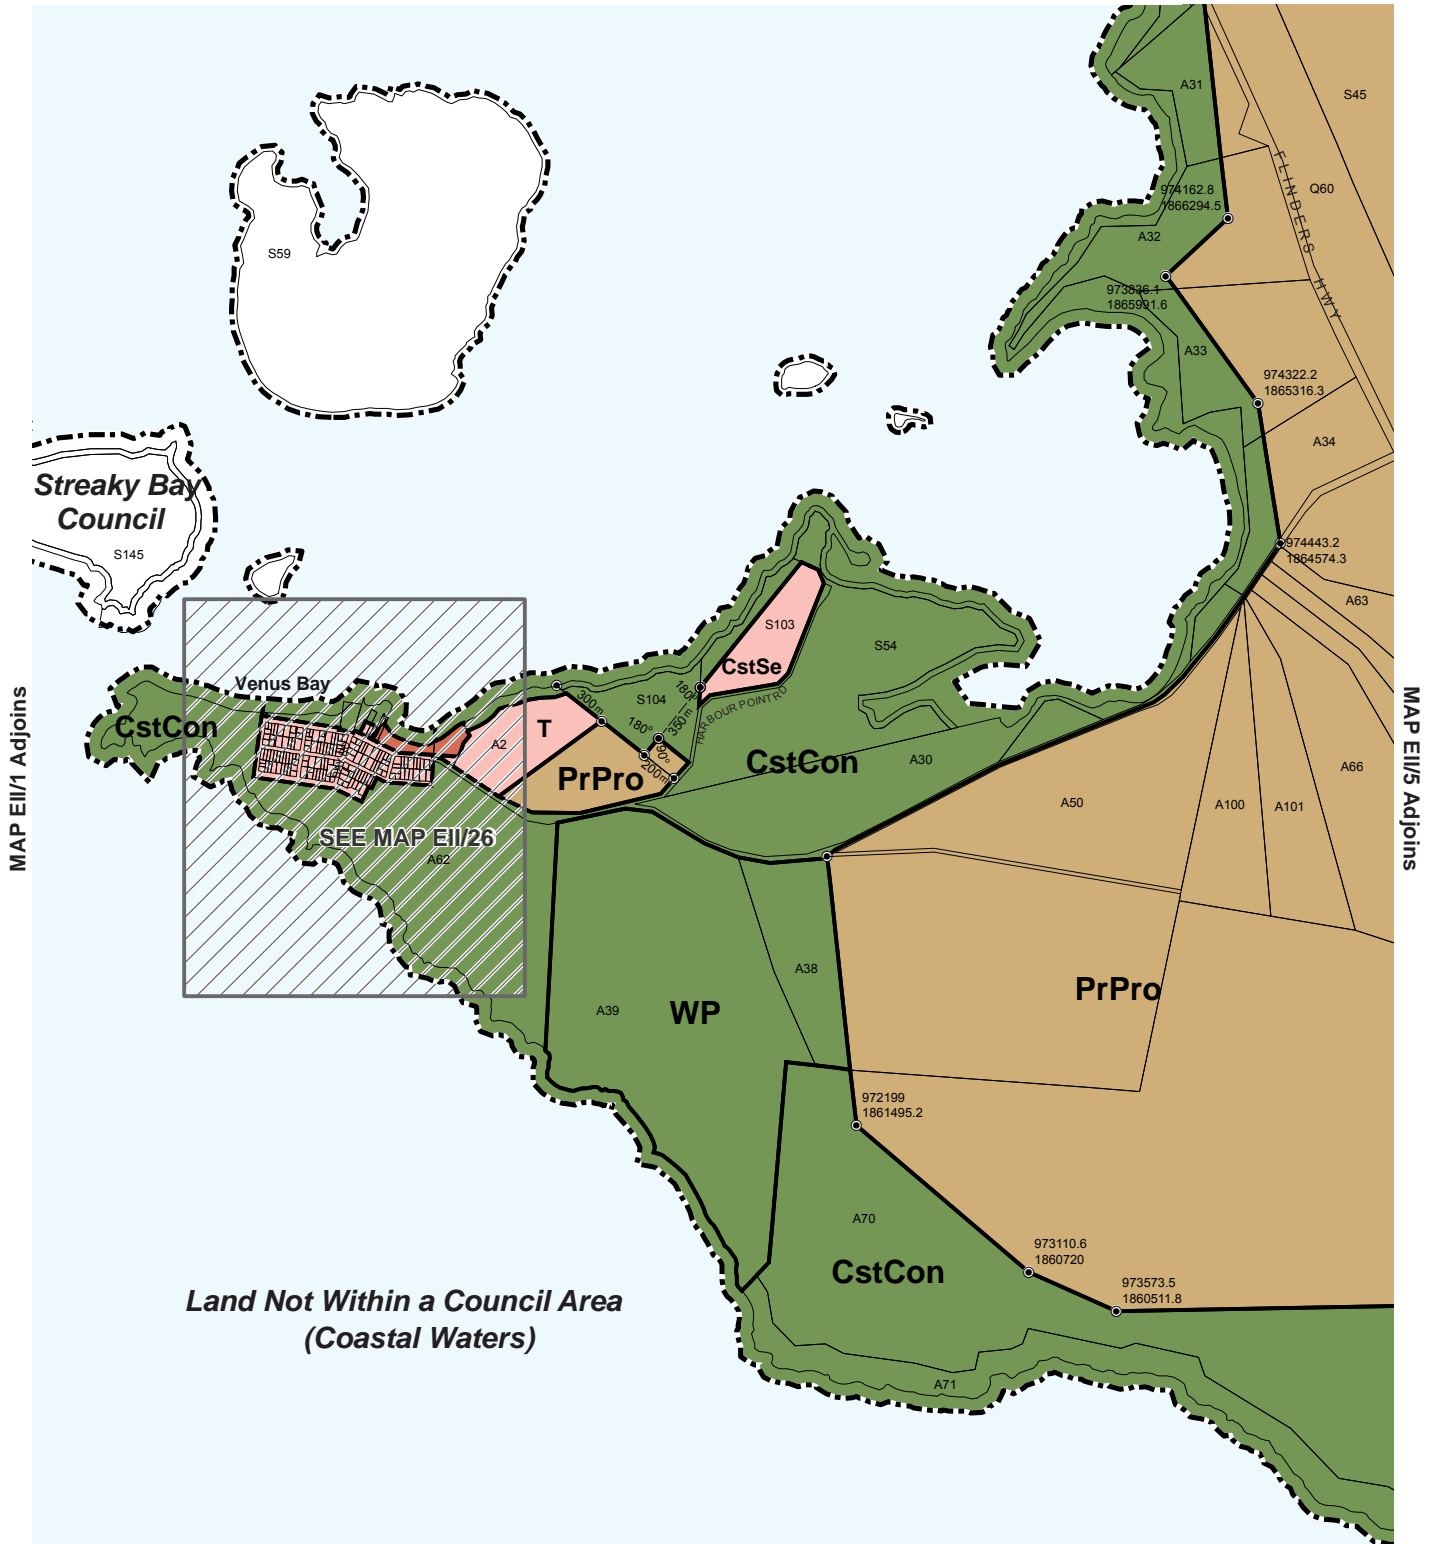 A31
S45
FLINDERS HWY
974162.8
1866294.5
Q60
A32
S59
973836.1
1865991.6
A33
974322.2
1865316.3
A34
Streaky Bay
Council
S145
974443.2
1864574.3
A63
S103
S54
CstSe
Venus Bay
180°
300m
S104
350m
HARBOUR POINT RD
MAP EII/1 Adjoins
MAP EII/5 Adjoins
CstCon
T
A2
180°
90°
200m
PrPro
CstCon
A30
A66
A50
A100
A101
SEE MAP EII/26
A62
A38
PrPro
A39
WP
972199
1861495.2
A70
973110.6
1860720
CstCon
973573.5
1860511.8
Land Not Within a Council Area
(Coastal Waters)
A71